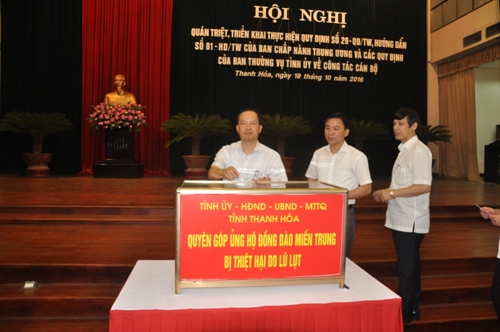 HỘI NGHỊ
QUÁN TRIỆT, TRIỂN KHAI THỰC HIỆN QUY ĐỊNH SỐ 29-QĐ/TW, HƯỚNG DẪN
SỐ 01-HD/TW CỦA BAN CHẤP HÀNH TRUNG ƯƠNG VÀ CÁC QUY ĐỊNH
CỦA BAN THƯỜNG VỤ TỈNH ỦY VỀ CÔNG TÁC CÁN BỘ
Thanh Hóa, ngày 19 tháng 10 năm 2016
TỈNH ỦY - HĐND - UBND - MTTQ
TỈNH THANH HÓA
QUYÊN GÓP ỦNG HỘ ĐỒNG BÀO MIỀN TRUNG
BỊ THIỆT HẠI DO LŨ LỤT